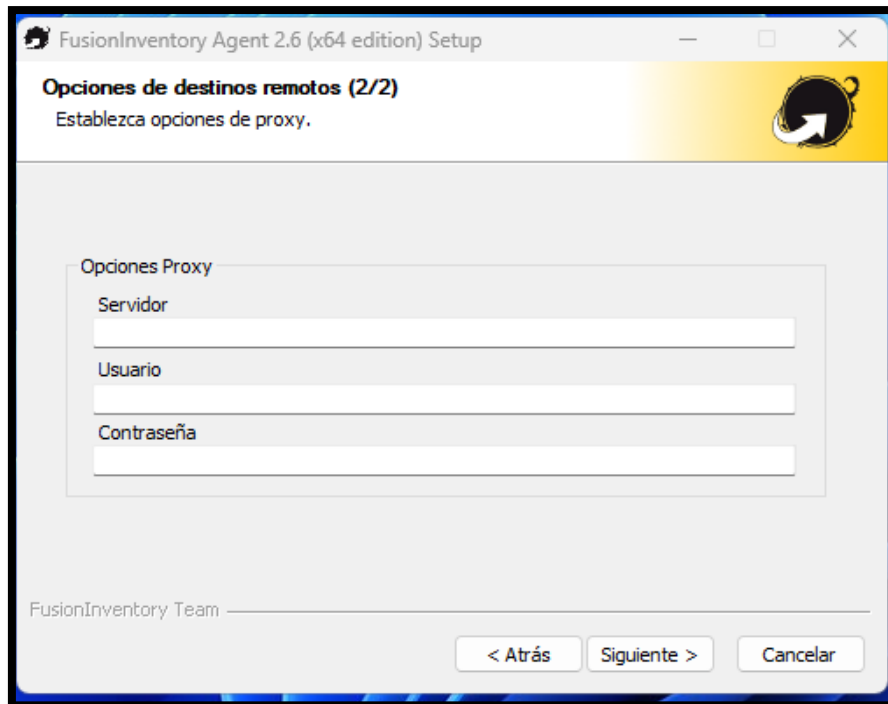 FusionInventory Agent 2.6 (x64 edition) Setup
Opciones de destinos remotos (2/2)
Establezca opciones de proxy.
Opciones Proxy
Servidor
Usuario
Contraseña
FusionInventory Team
< Atrás
Siguiente >
Cancelar